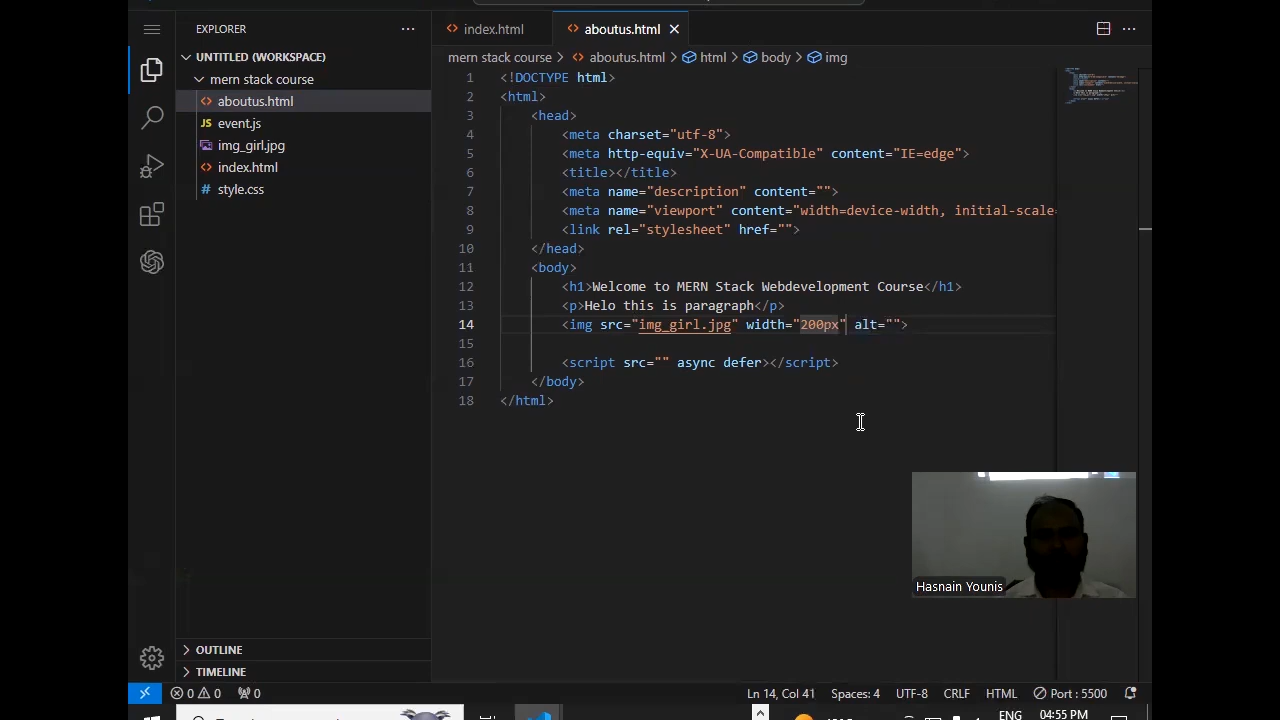 EXPLORER
UNTITLED (WORKSPACE)
mern stack course
aboutus.html
event.js
img_girl.jpg
index.html
style.css
OUTLINE
TIMELINE
index.html
aboutus.html
mern stack course > aboutus.html > html > body > img
1 <!DOCTYPE html>
2 <html>
3 <head>
4 <meta charset="utf-8">
5 <meta http-equiv="X-UA-Compatible" content="IE=edge">
6 <title></title>
7 <meta name="description" content="">
8 <meta name="viewport" content="width=device-width, initial-scale=
9 <link rel="stylesheet" href="">
10 </head>
11 <body>
12 <h1>Welcome to MERN Stack Webdevelopment Course</h1>
13 <p>Helo this is paragraph</p>
14 <img src="img_girl.jpg" width="200px" alt="">
15
16 <script src="" async defer></script>
17 </body>
18 </html>
Hasnain Younis
0 0 0
Ln 14, Col 41
Spaces: 4
UTF-8
CRLF
HTML
Port : 5500
ENG
04:55 PM